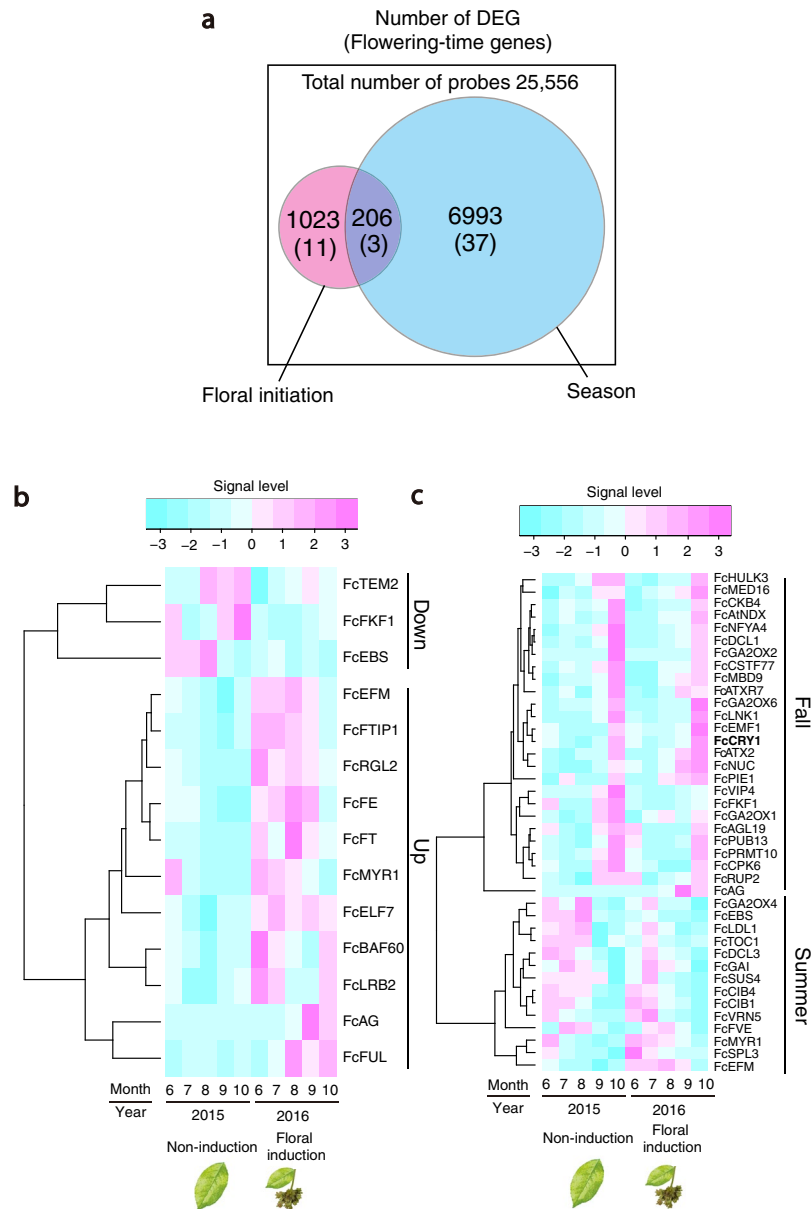 a
Number of DEG
(Flowering-time genes)
Total number of probes 25,556
1023
(11)
206
(3)
6993
(37)
Floral initiation
Season
b
Signal level
−3 −2 −1 0 1 2 3
FcTEM2
FcFKF1
FcEBS
FcEFM
FcFTIP1
FcRGL2
FcFE
FcFT
FcMYR1
FcELF7
FcBAF60
FcLRB2
FcAG
FcFUL
Down
Up
Month 6 7 8 9 10 6 7 8 9 10
Year 2015 2016
Non-induction
Floral
induction
c
Signal level
−3 −2 −1 0 1 2 3
FcHULK3
FcMED16
FcCKB4
FcAtNDX
FcNFYA4
FcDCL1
FcGA2OX2
FcCSTF77
FcMBD9
FcATXR7
FcGA2OX6
FcLNK1
FcEMF1
FcCRY1
FcATX2
FcNUC
FcPIE1
FcVIP4
FcFKF1
FcGA2OX1
FcAGL19
FcPUB13
FcPRMT10
FcCPK6
FcRUP2
FcAG
FcGA2OX4
FcEBS
FcLDL1
FcTOC1
FcDCL3
FcGAI
FcSUS4
FcCIB4
FcCIB1
FcVRN5
FcFVE
FcMYR1
FcSPL3
FcEFM
Fall
Summer
Month 6 7 8 9 10 6 7 8 9 10
Year 2015 2016
Non-induction
Floral
induction